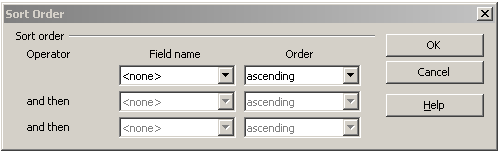 Sort Order
Sort order
Operator Field name Order
<none> ascending
and then <none> ascending
and then <none> ascending
OK
Cancel
Help